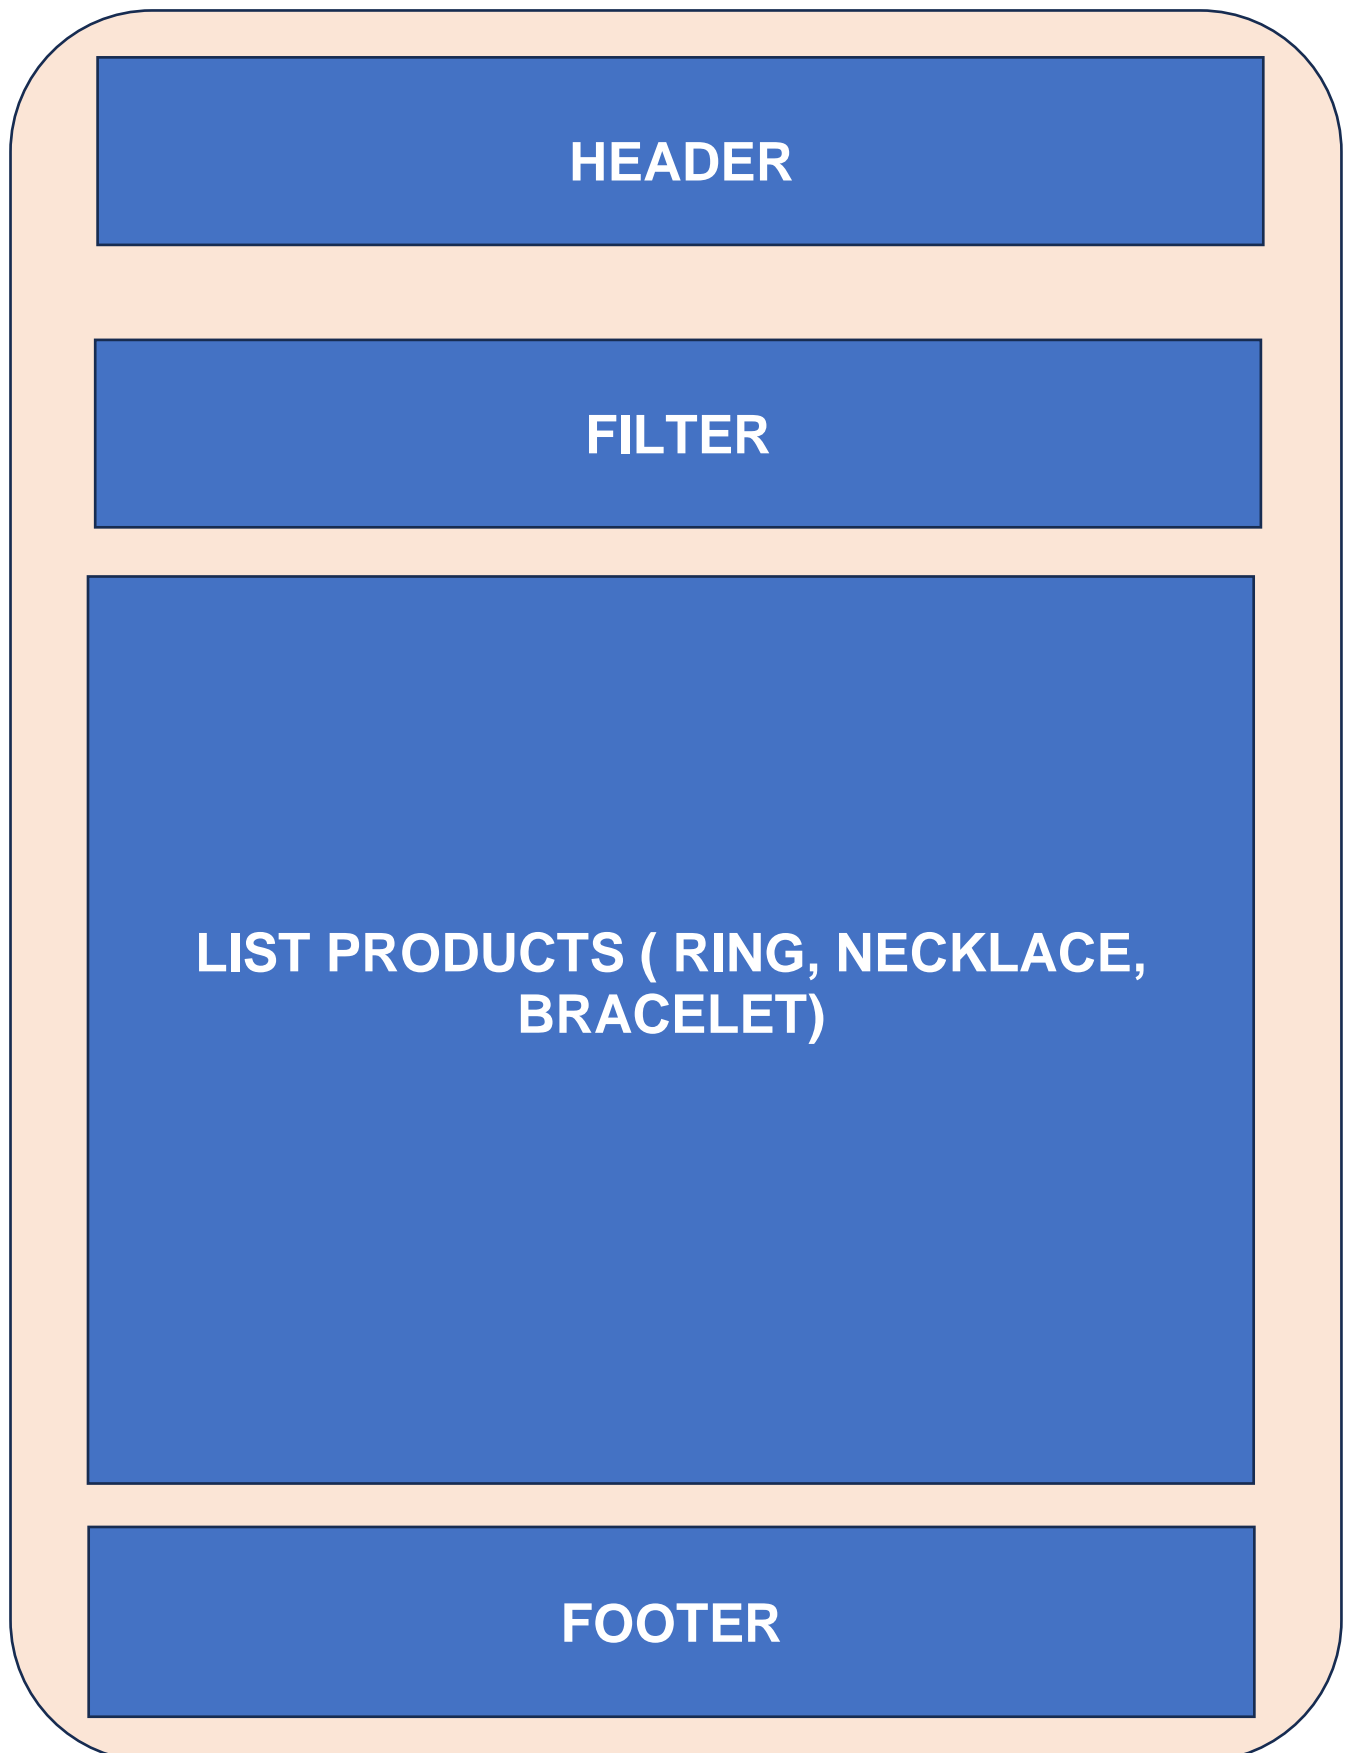 HEADER
FILTER
LIST PRODUCTS ( RING, NECKLACE,
BRACELET)
FOOTER